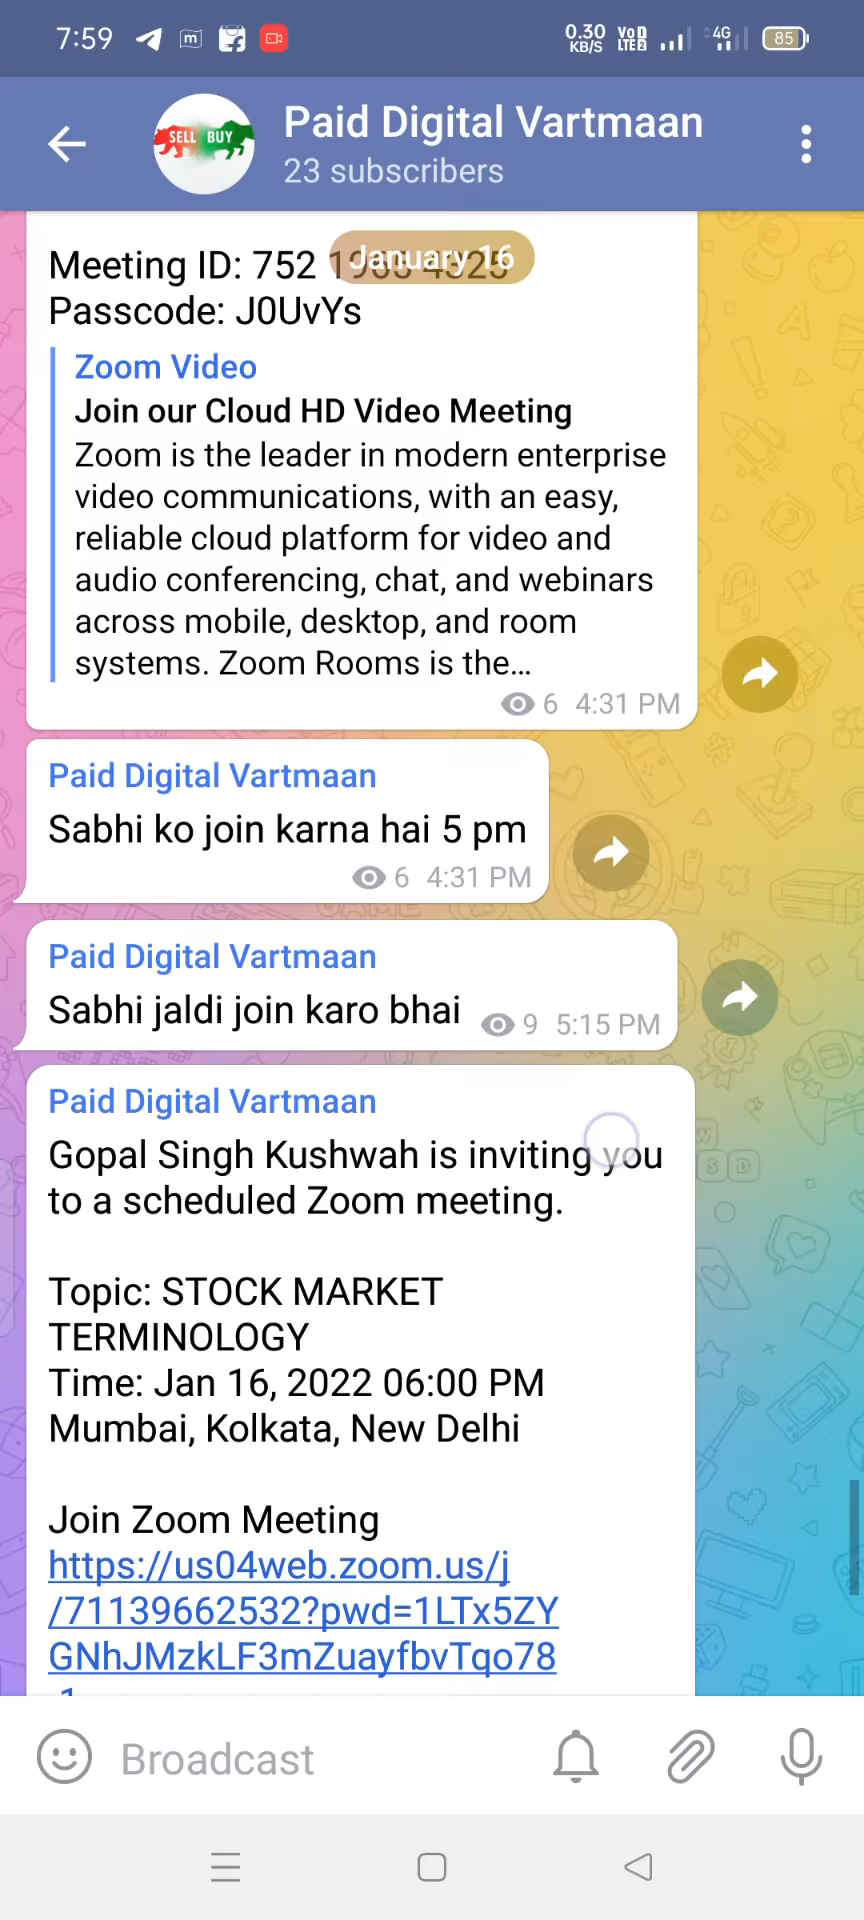 7:59
0.30 KB/S
VoD LTE2
4G
85
SELL BUY
Paid Digital Vartmaan
23 subscribers
January 16
Meeting ID: 752
Passcode: J0UvYs
Zoom Video
Join our Cloud HD Video Meeting
Zoom is the leader in modern enterprise
video communications, with an easy,
reliable cloud platform for video and
audio conferencing, chat, and webinars
across mobile, desktop, and room
systems. Zoom Rooms is the...
6 4:31 PM
Paid Digital Vartmaan
Sabhi ko join karna hai 5 pm
6 4:31 PM
Paid Digital Vartmaan
Sabhi jaldi join karo bhai
9 5:15 PM
Paid Digital Vartmaan
Gopal Singh Kushwah is inviting you
to a scheduled Zoom meeting.
Topic: STOCK MARKET
TERMINOLOGY
Time: Jan 16, 2022 06:00 PM
Mumbai, Kolkata, New Delhi
Join Zoom Meeting
https://us04web.zoom.us/j
/71139662532?pwd=1LTx5ZY
GNhJMzkLF3mZuayfbvTqo78
Broadcast